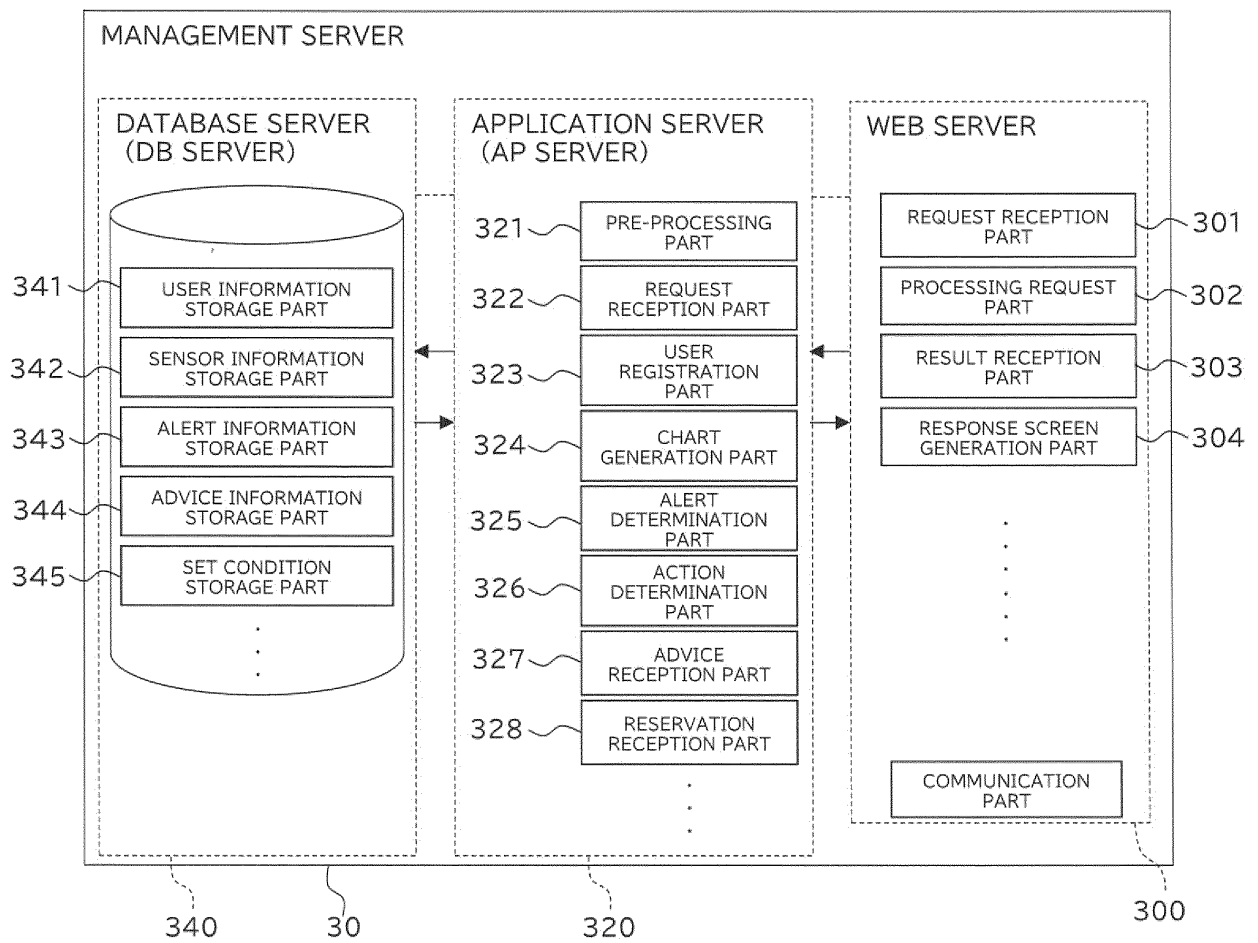 MANAGEMENT SERVER
DATABASE SERVER
(DB SERVER)
341
USER INFORMATION
STORAGE PART
342
SENSOR INFORMATION
STORAGE PART
343
ALERT INFORMATION
STORAGE PART
344
ADVICE INFORMATION
STORAGE PART
345
SET CONDITION
STORAGE PART
APPLICATION SERVER
(AP SERVER)
321
PRE-PROCESSING
PART
322
REQUEST
RECEPTION PART
323
USER
REGISTRATION
PART
324
CHART
GENERATION PART
325
ALERT
DETERMINATION
PART
326
ACTION
DETERMINATION
PART
327
ADVICE
RECEPTION PART
328
RESERVATION
RECEPTION PART
WEB SERVER
REQUEST RECEPTION
PART
301
PROCESSING REQUEST
PART
302
RESULT RECEPTION
PART
303
RESPONSE SCREEN
GENERATION PART
304
COMMUNICATION
PART
340
30
320
300